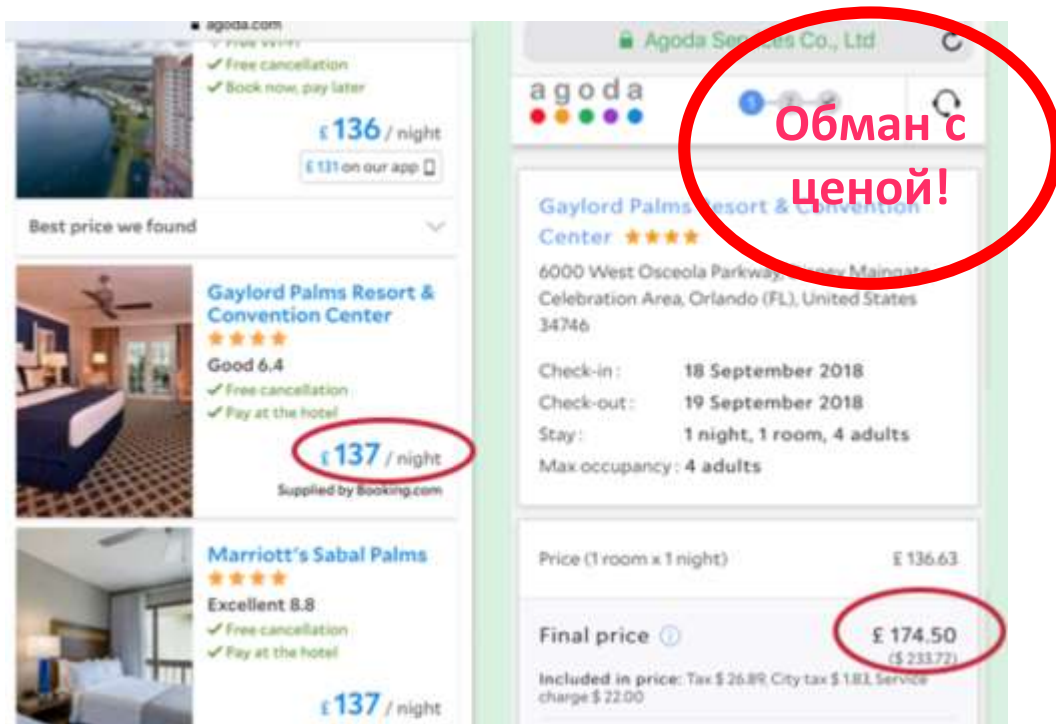 agoda.com
Free Wi-Fi
Free cancellation
Book now, pay later
£ 136 / night
£ 131 on our app
Best price we found
Gaylord Palms Resort &
Convention Center
Good 6.4
Free cancellation
Pay at the hotel
£ 137 / night
Supplied by Booking.com
Marriott's Sabal Palms
Excellent 8.8
Free cancellation
Pay at the hotel
£ 137 / night
Agoda Services Co., Ltd
agoda
1
Обман с
ценой!
Gaylord Palms Resort & Convention
Center
6000 West Osceola Parkway, Disney Maingate
Celebration Area, Orlando (FL), United States
34746
Check-in: 18 September 2018
Check-out: 19 September 2018
Stay: 1 night, 1 room, 4 adults
Max occupancy: 4 adults
Price (1 room x 1 night) £ 136.63
Final price £ 174.50
($ 233.72)
Included in price: Tax $ 26.89, City tax $ 1.83, Service
charge $ 22.00